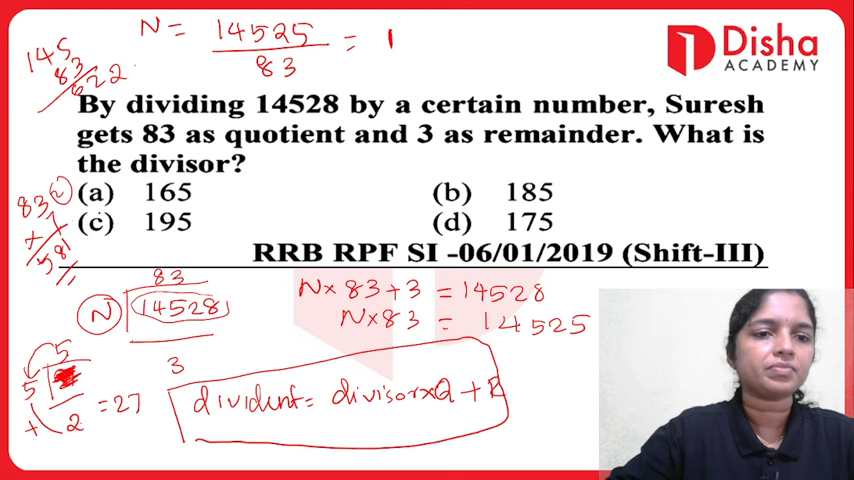 N = 14525 / 83 = 1
145
83
622
Disha
ACADEMY
By dividing 14528 by a certain number, Suresh
gets 83 as quotient and 3 as remainder. What is
the divisor?
(a) 165 (b) 185
(c) 195 (d) 175
RRB RPF SI -06/01/2019 (Shift-III)
83 2
× 7
581
83
N 14528
3
N × 83 + 3 = 14528
N × 83 = 14525
5
5
+ 2 = 27
divident = divisor × Q + R